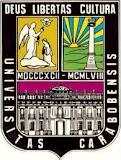 DEUS LIBERTAS CULTURA
MDCCCXCII - MCMLVIII
UNIVERSITAS CARABOBENSIS